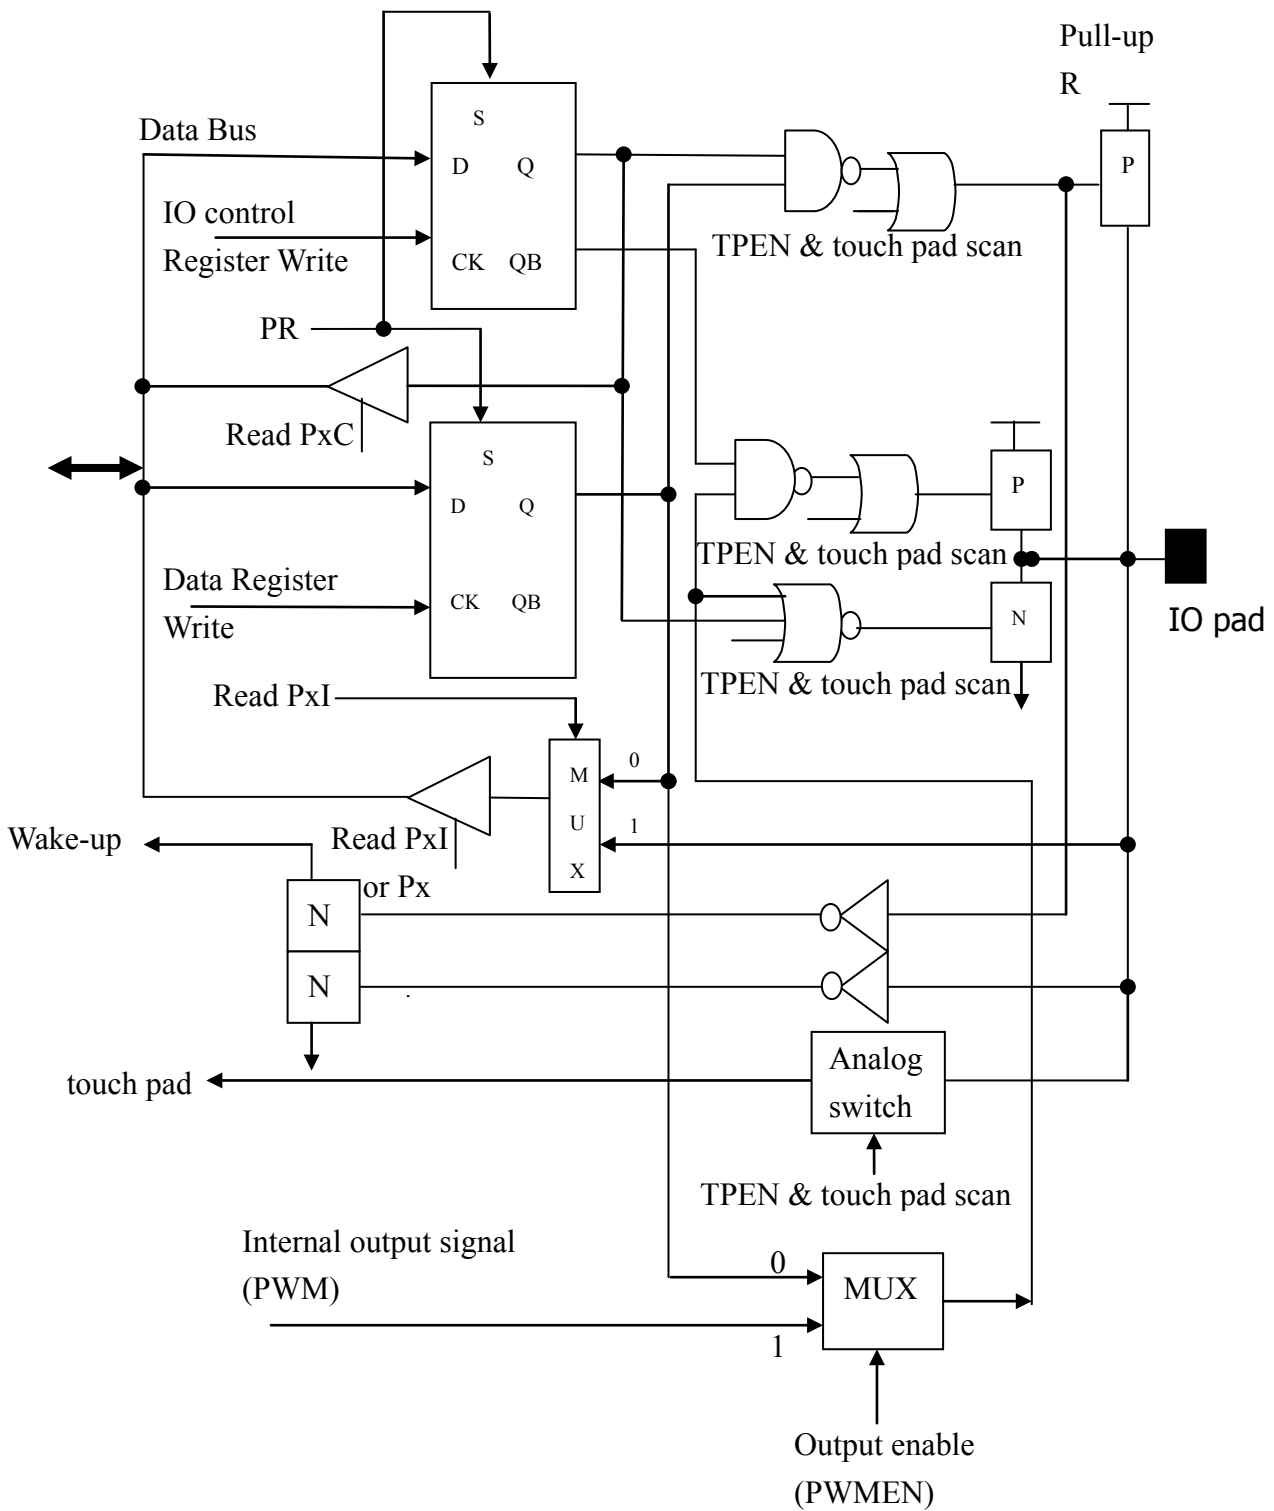 Pull-up
R
S
Data Bus
D Q
P
IO control
Register Write
TPEN & touch pad scan
CK QB
PR
Read PxC
S
D Q
P
TPEN & touch pad scan
Data Register
Write
CK QB
N
IO pad
TPEN & touch pad scan
Read PxI
0
M
U
X
1
Wake-up
Read PxI
or Px
N
N
Analog
switch
touch pad
TPEN & touch pad scan
Internal output signal
(PWM)
0
MUX
1
Output enable
(PWMEN)